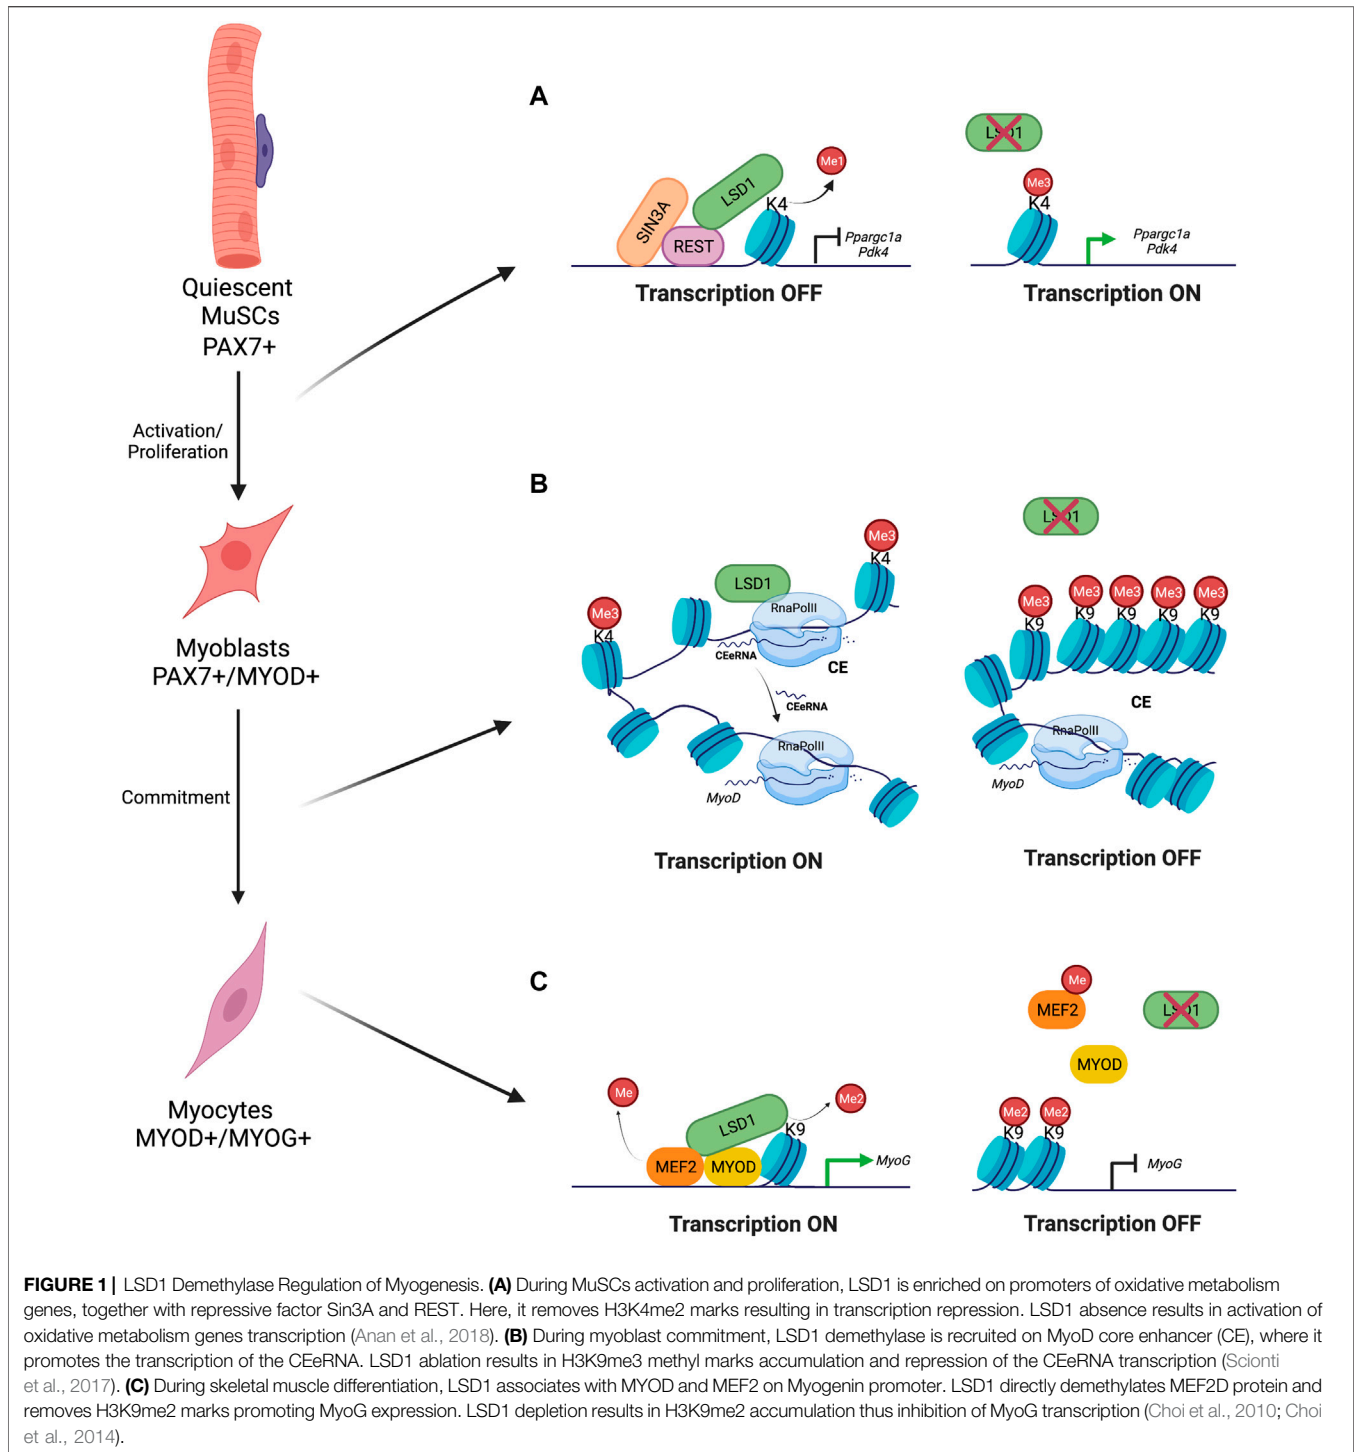 Quiescent
MuSCs
PAX7+
Activation/
Proliferation
Myoblasts
PAX7+/MYOD+
Commitment
Myocytes
MYOD+/MYOG+
A
SIN3A
REST
LSD1
K4
Me1
Ppargc1a
Pdk4
Transcription OFF
LSD1
Me3
K4
Ppargc1a
Pdk4
Transcription ON
B
Me3
K4
LSD1
RnaPolII
CEeRNA
CE
Me3
K4
CEeRNA
RnaPolII
MyoD
Transcription ON
LSD1
Me3
K9
Me3
K9
Me3
K9
Me3
K9
Me3
K9
CE
RnaPolII
MyoD
Transcription OFF
C
Me
LSD1
Me2
K9
MEF2
MYOD
MyoG
Transcription ON
Me
MEF2
LSD1
MYOD
Me2
K9
Me2
K9
MyoG
Transcription OFF
FIGURE 1 | LSD1 Demethylase Regulation of Myogenesis. (A) During MuSCs activation and proliferation, LSD1 is enriched on promoters of oxidative metabolism
genes, together with repressive factor Sin3A and REST. Here, it removes H3K4me2 marks resulting in transcription repression. LSD1 absence results in activation of
oxidative metabolism genes transcription (Anan et al., 2018). (B) During myoblast commitment, LSD1 demethylase is recruited on MyoD core enhancer (CE), where it
promotes the transcription of the CEeRNA. LSD1 ablation results in H3K9me3 methyl marks accumulation and repression of the CEeRNA transcription (Scionti
et al., 2017). (C) During skeletal muscle differentiation, LSD1 associates with MYOD and MEF2 on Myogenin promoter. LSD1 directly demethylates MEF2D protein and
removes H3K9me2 marks promoting MyoG expression. LSD1 depletion results in H3K9me2 accumulation thus inhibition of MyoG transcription (Choi et al., 2010; Choi
et al., 2014).